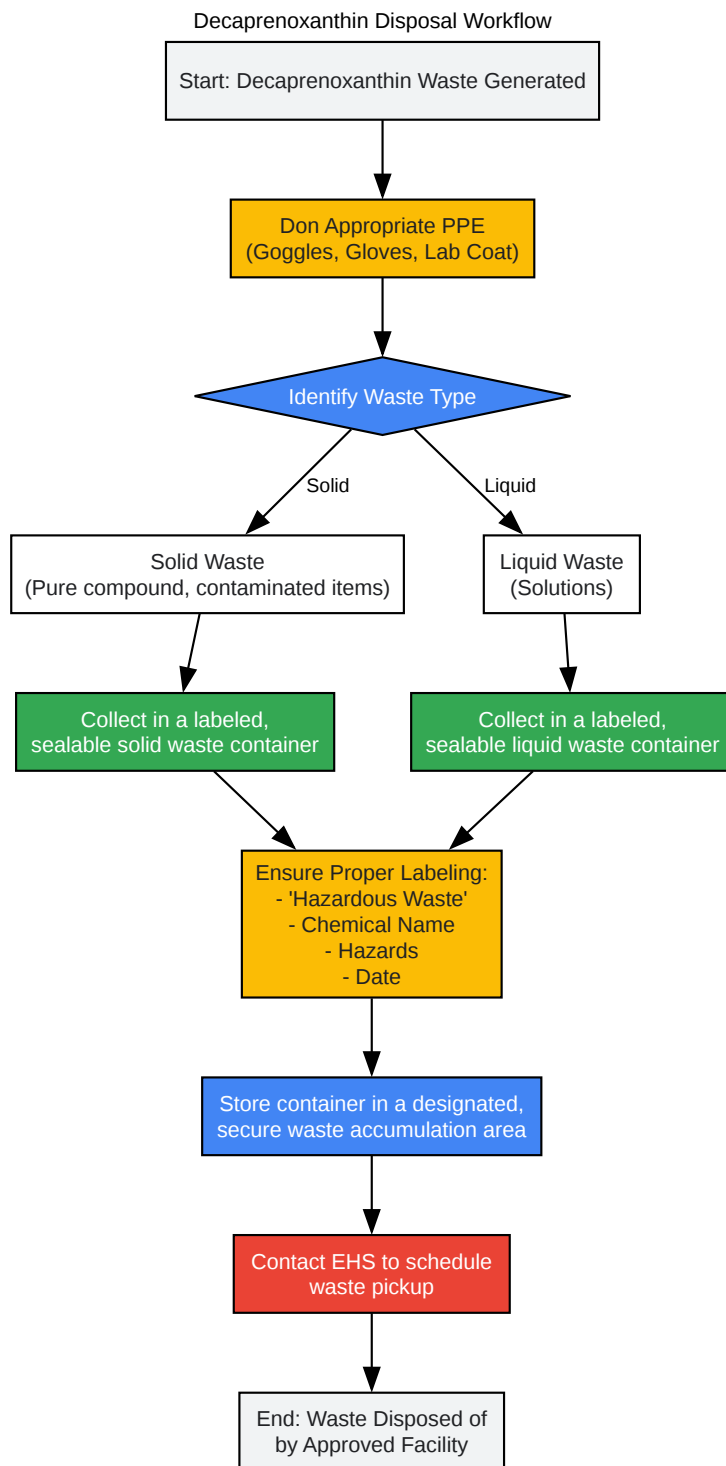 Decaprenoxanthin Disposal Workflow
Start: Decaprenoxanthin Waste Generated
Don Appropriate PPE
(Goggles, Gloves, Lab Coat)
Identify Waste Type
Solid
Liquid
Solid Waste
(Pure compound, contaminated items)
Liquid Waste
(Solutions)
Collect in a labeled,
sealable solid waste container
Collect in a labeled,
sealable liquid waste container
Ensure Proper Labeling:
- 'Hazardous Waste'
- Chemical Name
- Hazards
- Date
Store container in a designated,
secure waste accumulation area
Contact EHS to schedule
waste pickup
End: Waste Disposed of
by Approved Facility